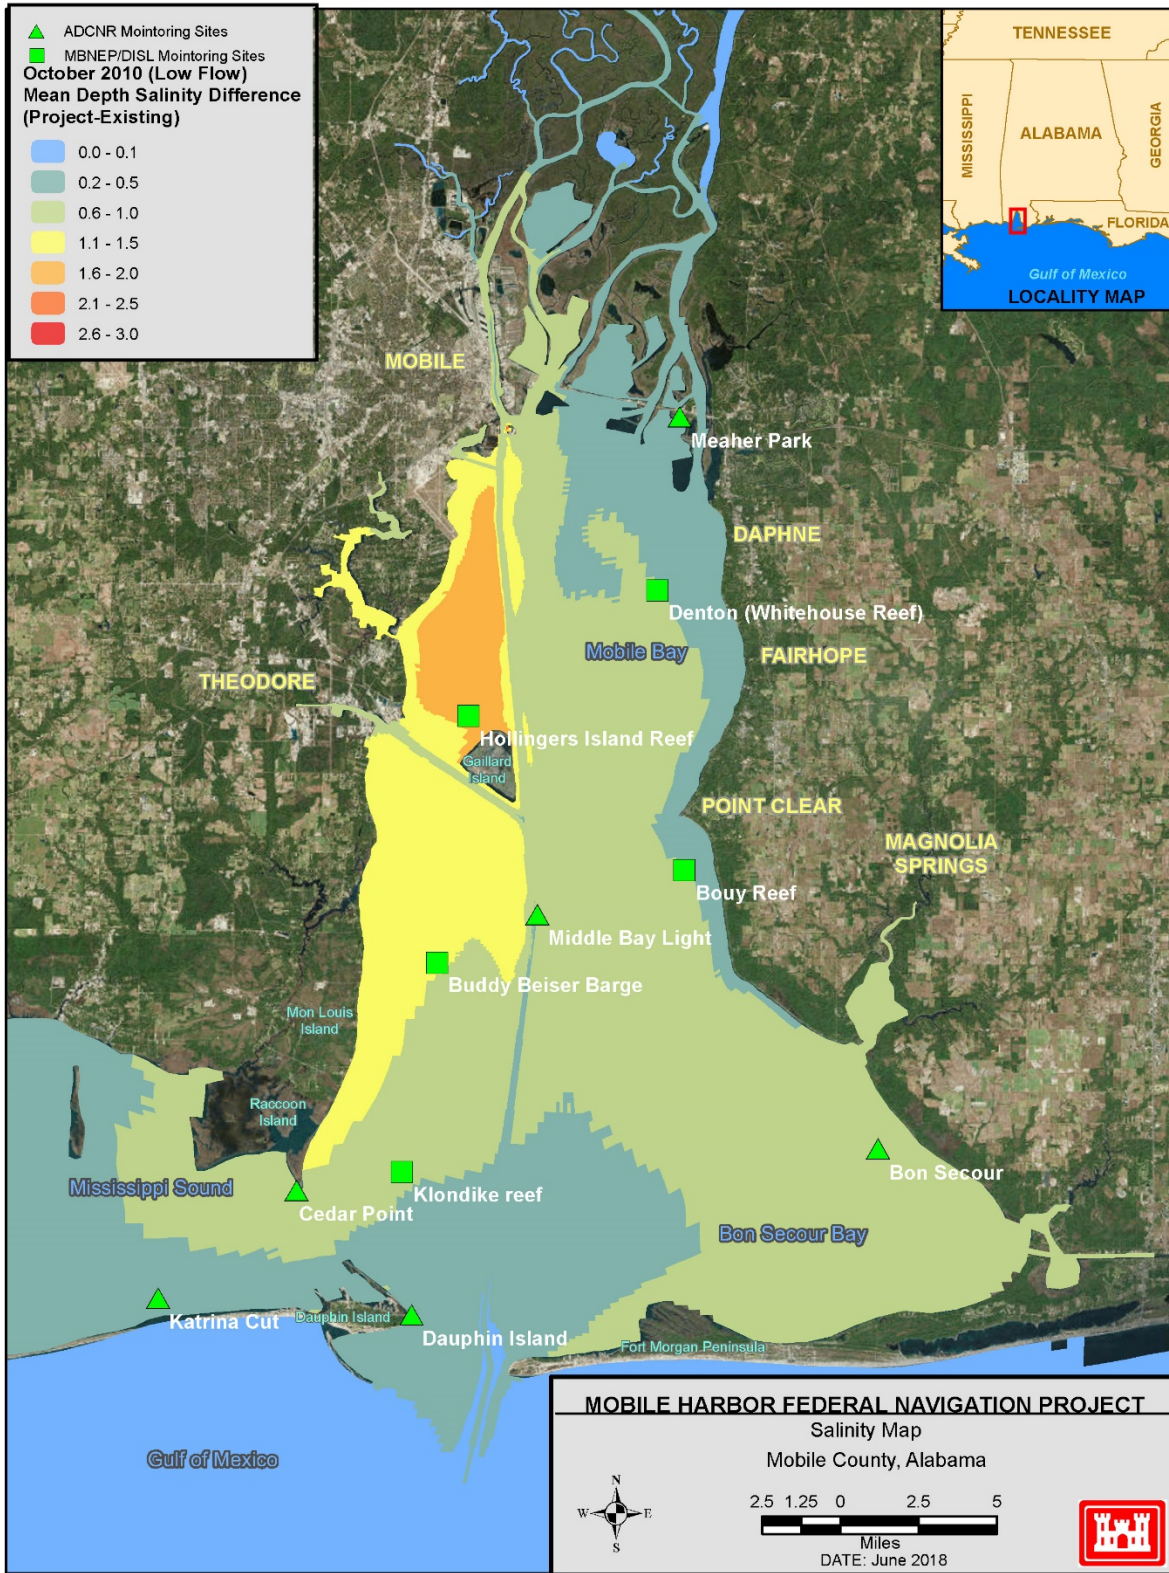 ADCNR Mointoring Sites
MBNEP/DISL Mointoring Sites
October 2010 (Low Flow)
Mean Depth Salinity Difference
(Project-Existing)
0.0 - 0.1
0.2 - 0.5
0.6 - 1.0
1.1 - 1.5
1.6 - 2.0
2.1 - 2.5
2.6 - 3.0
TENNESSEE
MISSISSIPPI
ALABAMA
GEORGIA
FLORIDA
Gulf of Mexico
LOCALITY MAP
MOBILE
Meaher Park
DAPHNE
Denton (Whitehouse Reef)
Mobile Bay
FAIRHOPE
THEODORE
Hollingers Island Reef
Gaillard
Island
POINT CLEAR
MAGNOLIA
SPRINGS
Bouy Reef
Middle Bay Light
Buddy Beiser Barge
Mon Louis
Island
Raccoon
Island
Mississippi Sound
Klondike reef
Cedar Point
Bon Secour
Bon Secour Bay
Katrina Cut
Dauphin Island
Dauphin Island
Fort Morgan Peninsula
Gulf of Mexico
MOBILE HARBOR FEDERAL NAVIGATION PROJECT
Salinity Map
Mobile County, Alabama
N
W E
S
2.5 1.25 0 2.5 5
Miles
DATE: June 2018